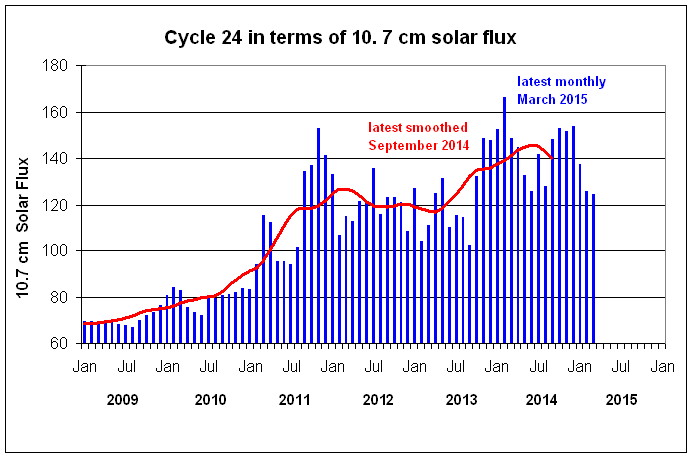 Cycle 24 in terms of 10. 7 cm solar flux
180
160
140
120
100
80
60
10.7 cm Solar Flux
latest monthly
March 2015
latest smoothed
September 2014
Jan Jul Jan Jul Jan Jul Jan Jul Jan Jul Jan Jul Jan Jul Jan
2009 2010 2011 2012 2013 2014 2015